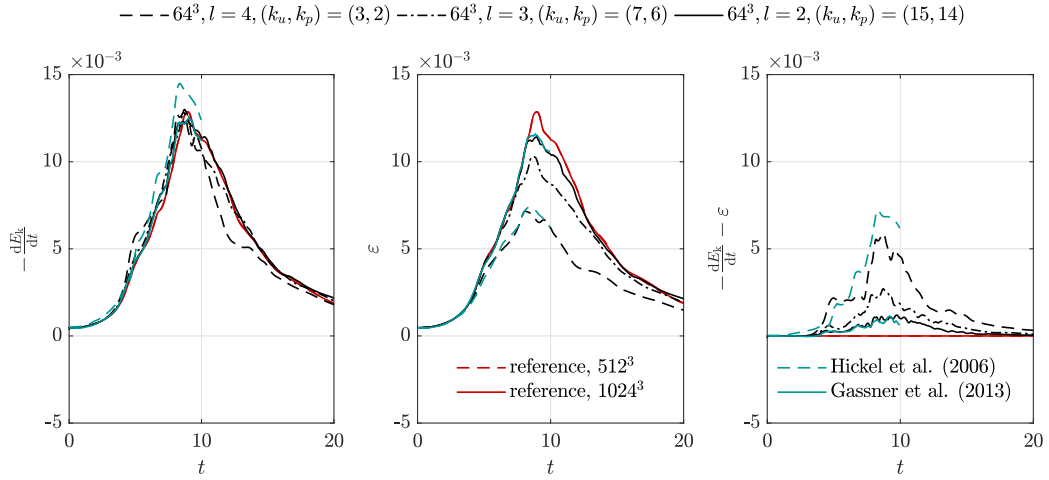 64³, l = 4, (k_u, k_p) = (3, 2) 64³, l = 3, (k_u, k_p) = (7, 6) 64³, l = 2, (k_u, k_p) = (15, 14)
×10⁻³ ×10⁻³ ×10⁻³
15 15 15
10 10 10
5 5 5
0 0 0
-5 -5 -5
0 10 20 0 10 20 0 10 20
t t t
−dE_k/dt
ε
−dE_k/dt − ε
reference, 512³
reference, 1024³
Hickel et al. (2006)
Gassner et al. (2013)